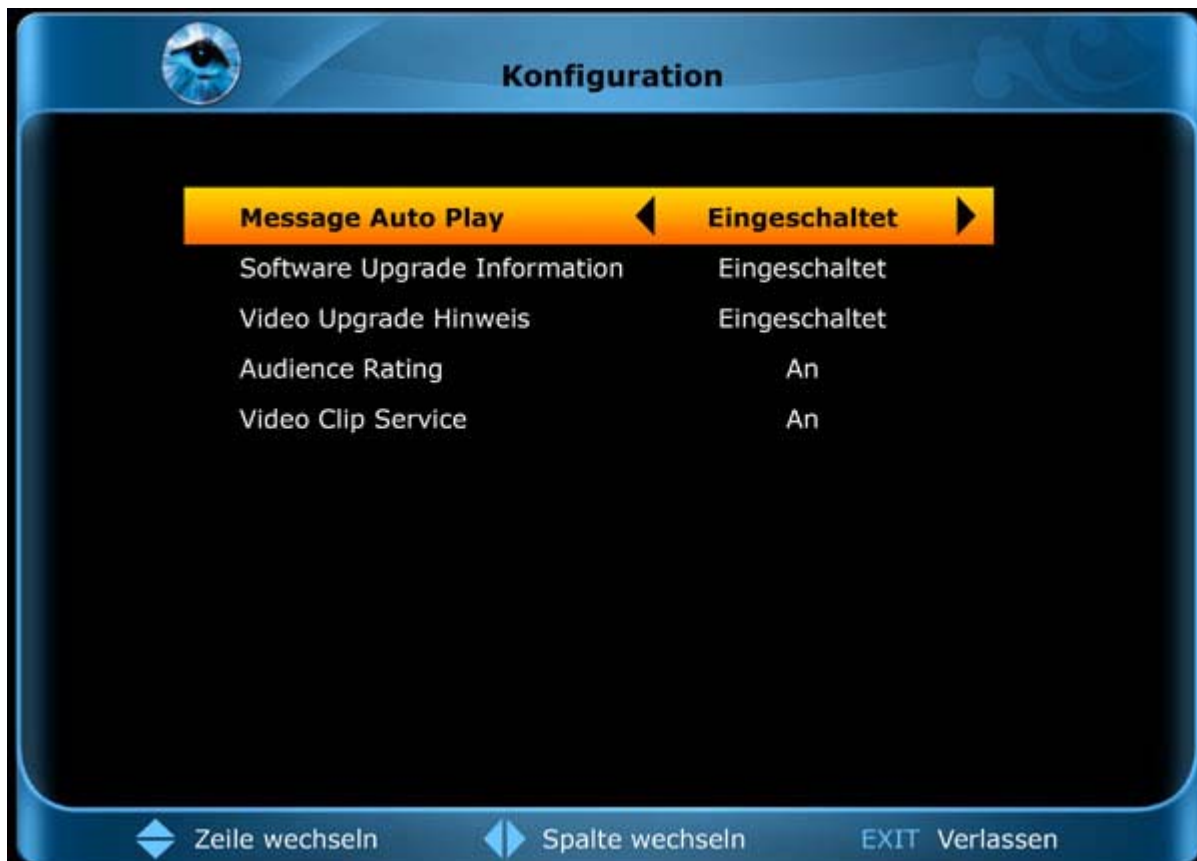 Konfiguration
Message Auto Play Eingeschaltet
Software Upgrade Information Eingeschaltet
Video Upgrade Hinweis Eingeschaltet
Audience Rating An
Video Clip Service An
Zeile wechseln Spalte wechseln EXIT Verlassen